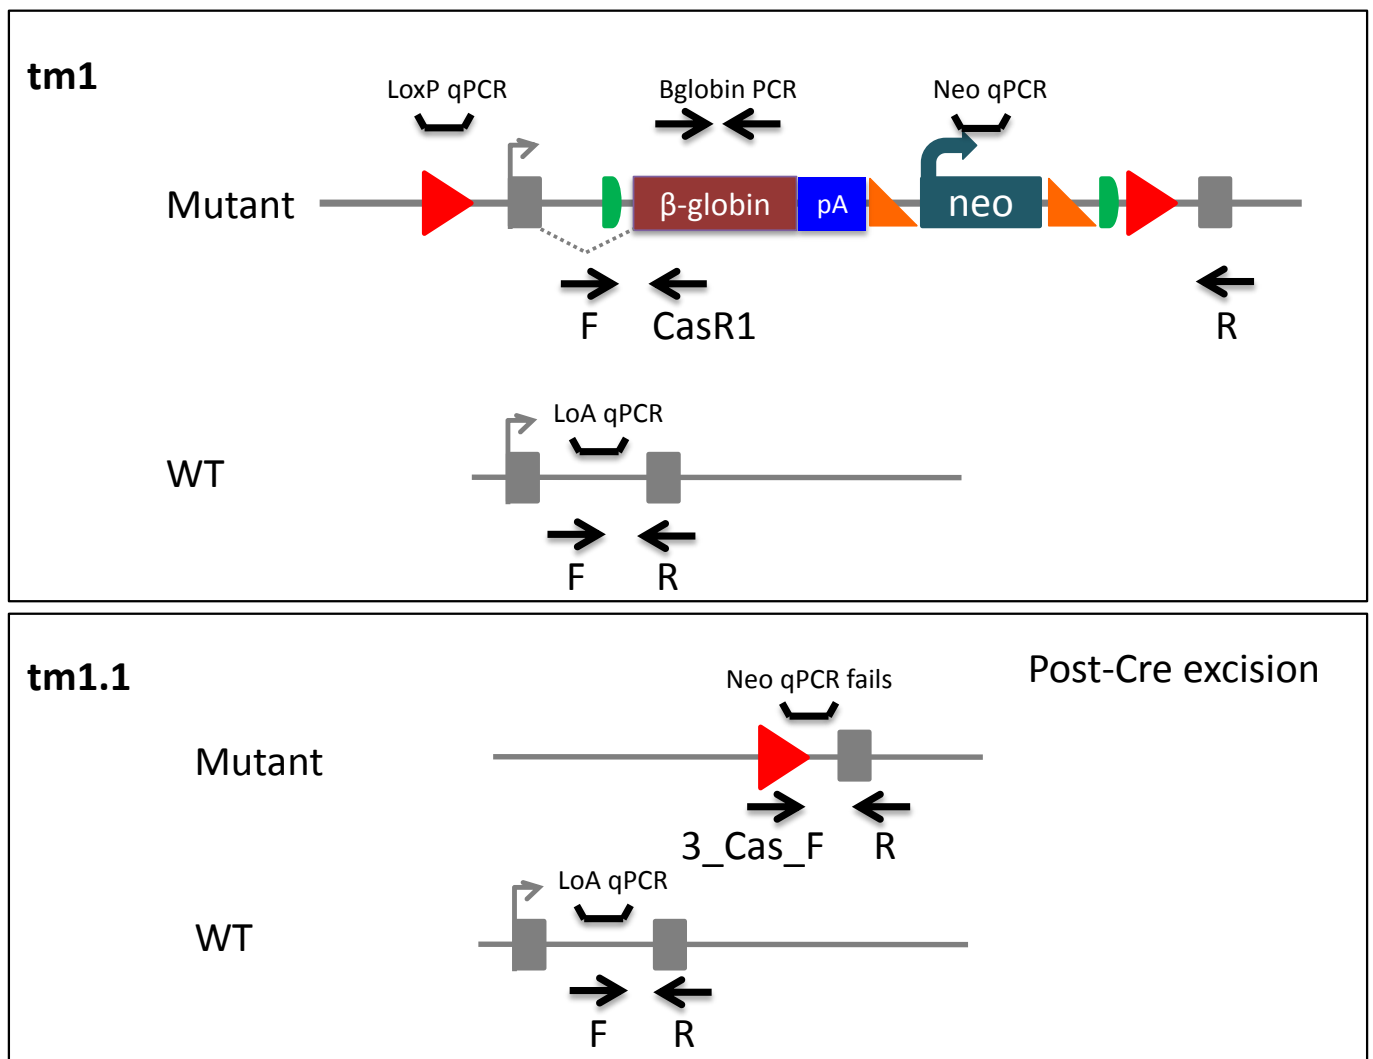 tm1
LoxP qPCR
Bglobin PCR
Neo qPCR
Mutant
β-globin
pA
neo
F
CasR1
R
LoA qPCR
WT
F
R
tm1.1
Post-Cre excision
Neo qPCR fails
Mutant
3_Cas_F
R
LoA qPCR
WT
F
R